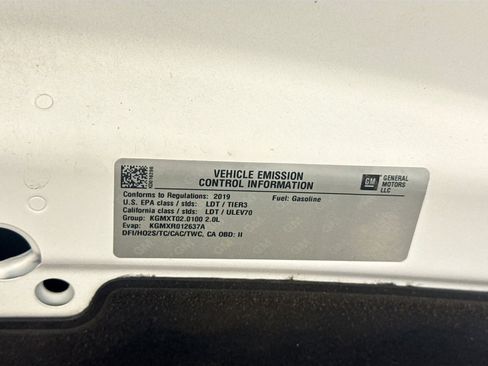 VEHICLE EMISSION
CONTROL INFORMATION
GM GENERAL
MOTORS
LLC
Conforms to Regulations: 2019 Fuel: Gasoline
U.S. EPA class / stds: LDT / TIER3
California class / stds: LDT / ULEV70
Group: KGMXT02.0100 2.0L
Evap: KGMXR012637A
DFI/HO2S/TC/CAC/TWC, CA OBD: II